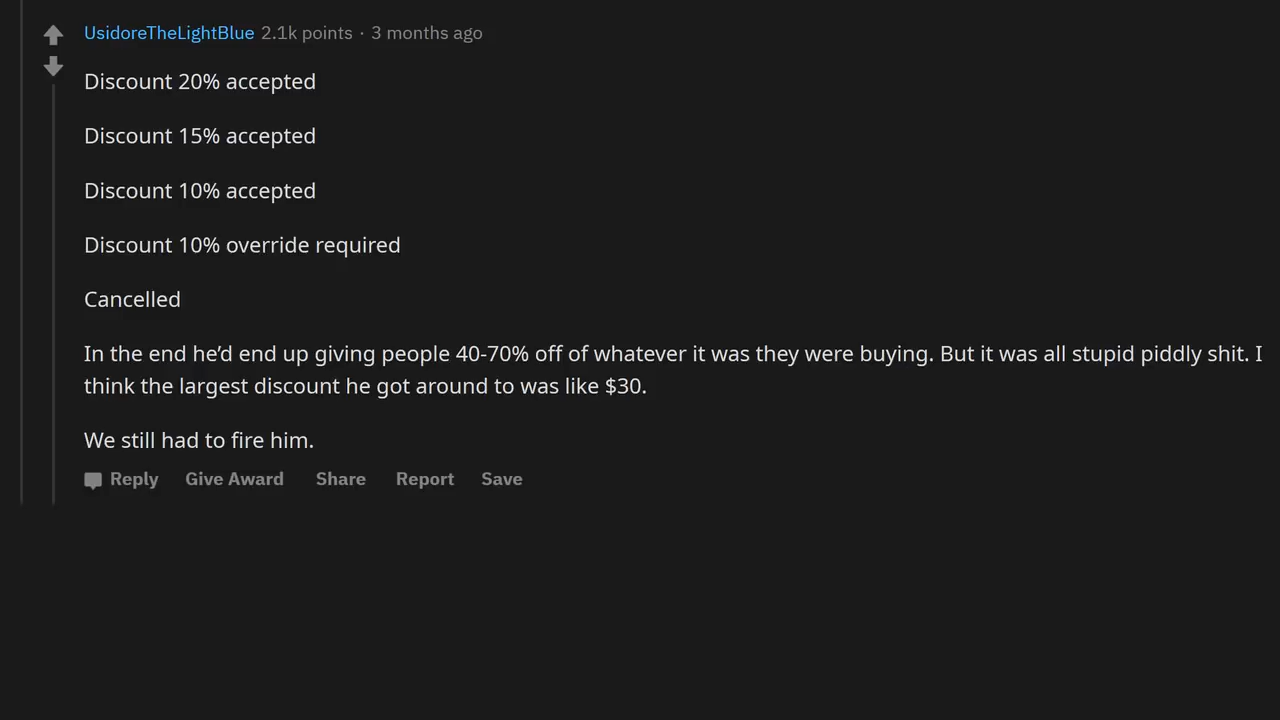 UsidoreTheLightBlue 2.1k points · 3 months ago
Discount 20% accepted
Discount 15% accepted
Discount 10% accepted
Discount 10% override required
Cancelled
In the end he’d end up giving people 40-70% off of whatever it was they were buying. But it was all stupid piddly shit. I
think the largest discount he got around to was like $30.
We still had to fire him.
Reply Give Award Share Report Save